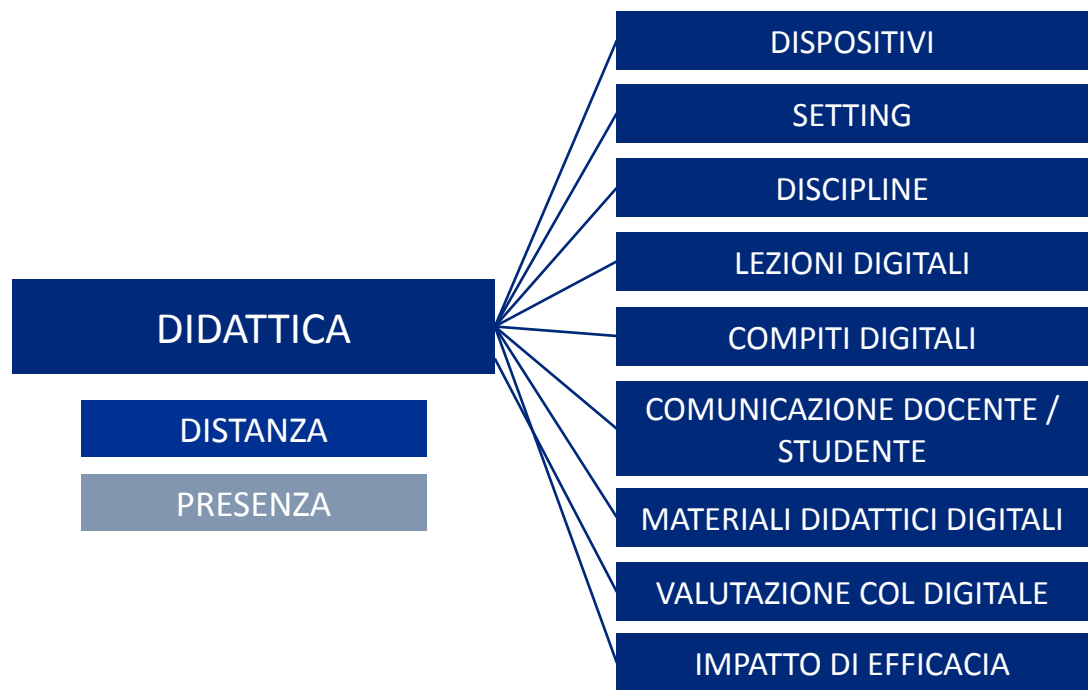 DIDATTICA
DISTANZA
PRESENZA
DISPOSITIVI
SETTING
DISCIPLINE
LEZIONI DIGITALI
COMPITI DIGITALI
COMUNICAZIONE DOCENTE /
STUDENTE
MATERIALI DIDATTICI DIGITALI
VALUTAZIONE COL DIGITALE
IMPATTO DI EFFICACIA